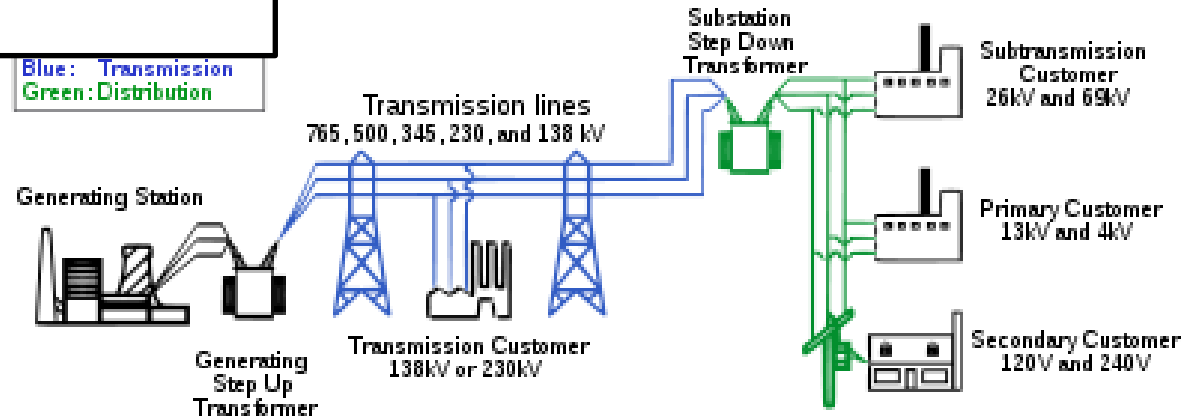 Blue: Transmission
Green: Distribution
Substation
Step Down
Transformer
Subtransmission
Customer
26kV and 69kV
Transmission lines
765, 500, 345, 230, and 138 kV
Generating Station
Primary Customer
13kV and 4kV
Transmission Customer
138kV or 230kV
Generating
Step Up
Transformer
Secondary Customer
120V and 240V